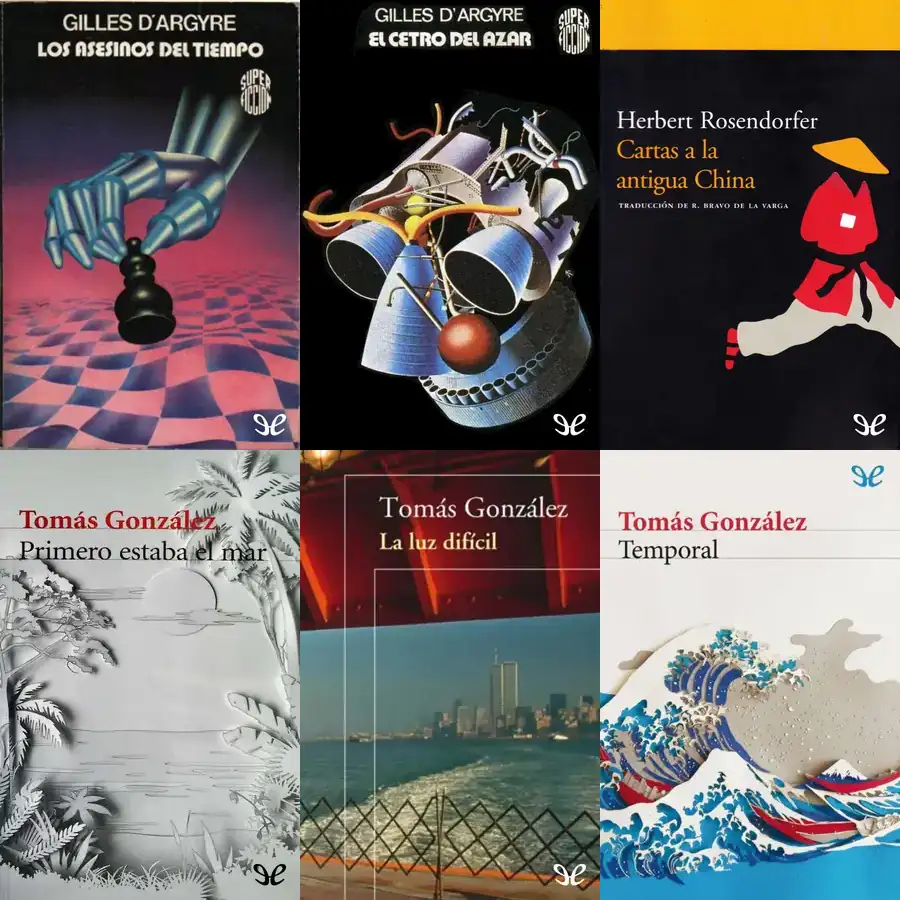 GILLES D'ARGYRE
LOS ASESINOS DEL TIEMPO
SUPER
FICCIÓN
GILLES D'ARGYRE
EL CETRO DEL AZAR
SUPER
FICCIÓN
Herbert Rosendorfer
Cartas a la
antigua China
TRADUCCIÓN DE R. BRAVO DE LA VARGA
Tomás González
Primero estaba el mar
Tomás González
La luz difícil
Tomás González
Temporal